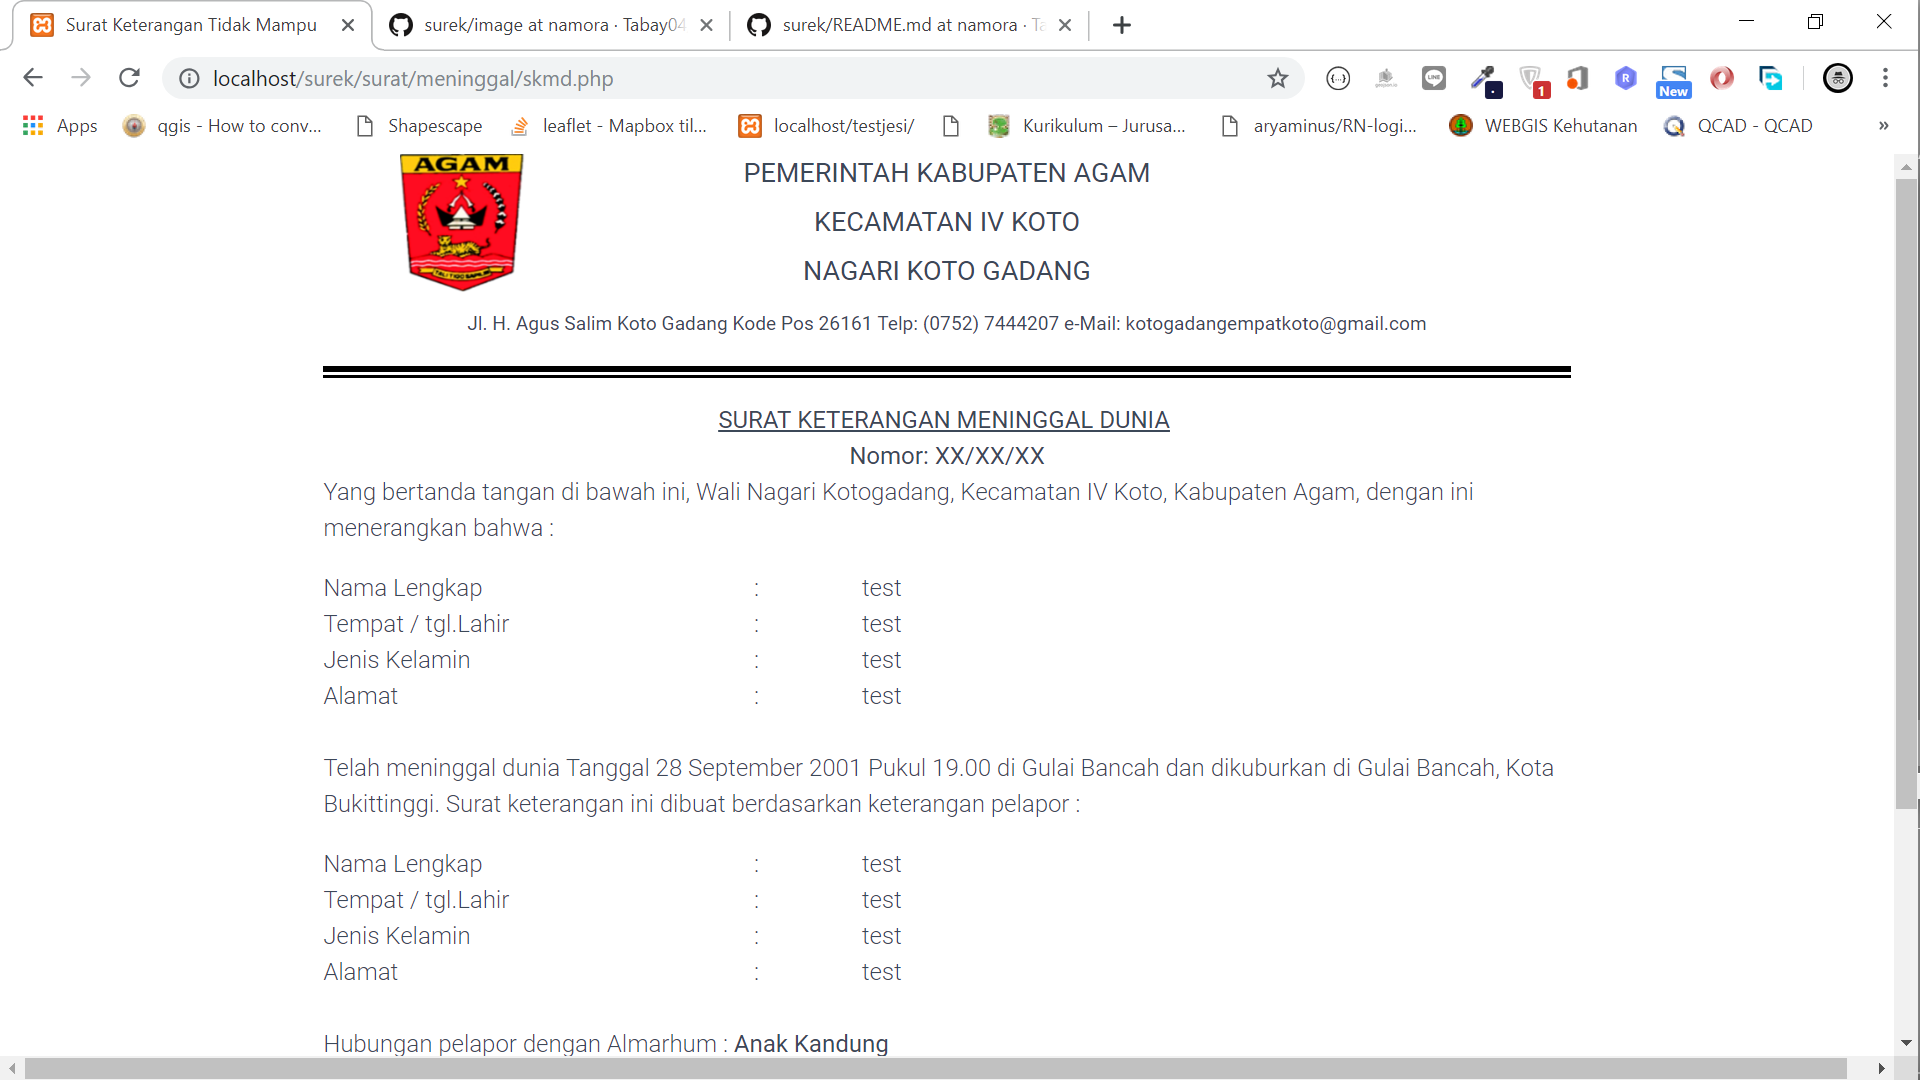 Surat Keterangan Tidak Mampu
surek/image at namora · Tabay04
surek/README.md at namora · Ta
localhost/surek/surat/meninggal/skmd.php
LINE
1
R
New
Apps
qgis - How to conv...
Shapescape
leaflet - Mapbox til...
localhost/testjesi/
Kurikulum – Jurusa...
aryaminus/RN-logi...
WEBGIS Kehutanan
QCAD - QCAD
»
AGAM
PEMERINTAH KABUPATEN AGAM
KECAMATAN IV KOTO
NAGARI KOTO GADANG
Jl. H. Agus Salim Koto Gadang Kode Pos 26161 Telp: (0752) 7444207 e-Mail: kotogadangempatkoto@gmail.com
SURAT KETERANGAN MENINGGAL DUNIA
Nomor: XX/XX/XX
Yang bertanda tangan di bawah ini, Wali Nagari Kotogadang, Kecamatan IV Koto, Kabupaten Agam, dengan ini
menerangkan bahwa :
Nama Lengkap : test
Tempat / tgl.Lahir : test
Jenis Kelamin : test
Alamat : test
Telah meninggal dunia Tanggal 28 September 2001 Pukul 19.00 di Gulai Bancah dan dikuburkan di Gulai Bancah, Kota
Bukittinggi. Surat keterangan ini dibuat berdasarkan keterangan pelapor :
Nama Lengkap : test
Tempat / tgl.Lahir : test
Jenis Kelamin : test
Alamat : test
Hubungan pelapor dengan Almarhum : Anak Kandung